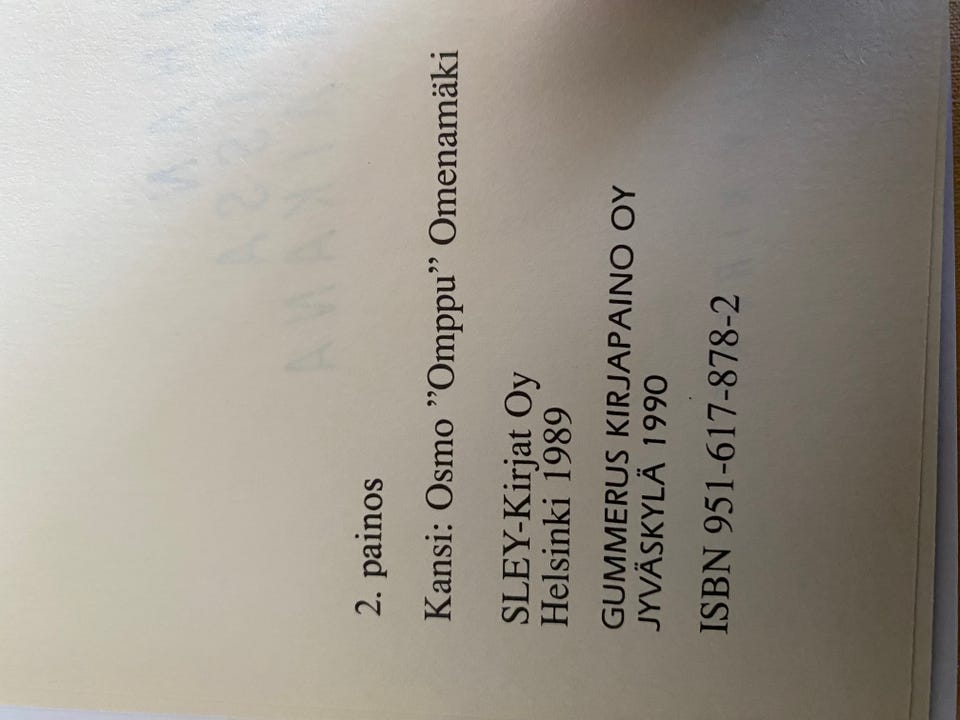 2. painos
Kansi: Osmo ”Omppu” Omenamäki
SLEY-Kirjat Oy
Helsinki 1989
GUMMERUS KIRJAPAINO OY
JYVÄSKYLÄ 1990
ISBN 951-617-878-2